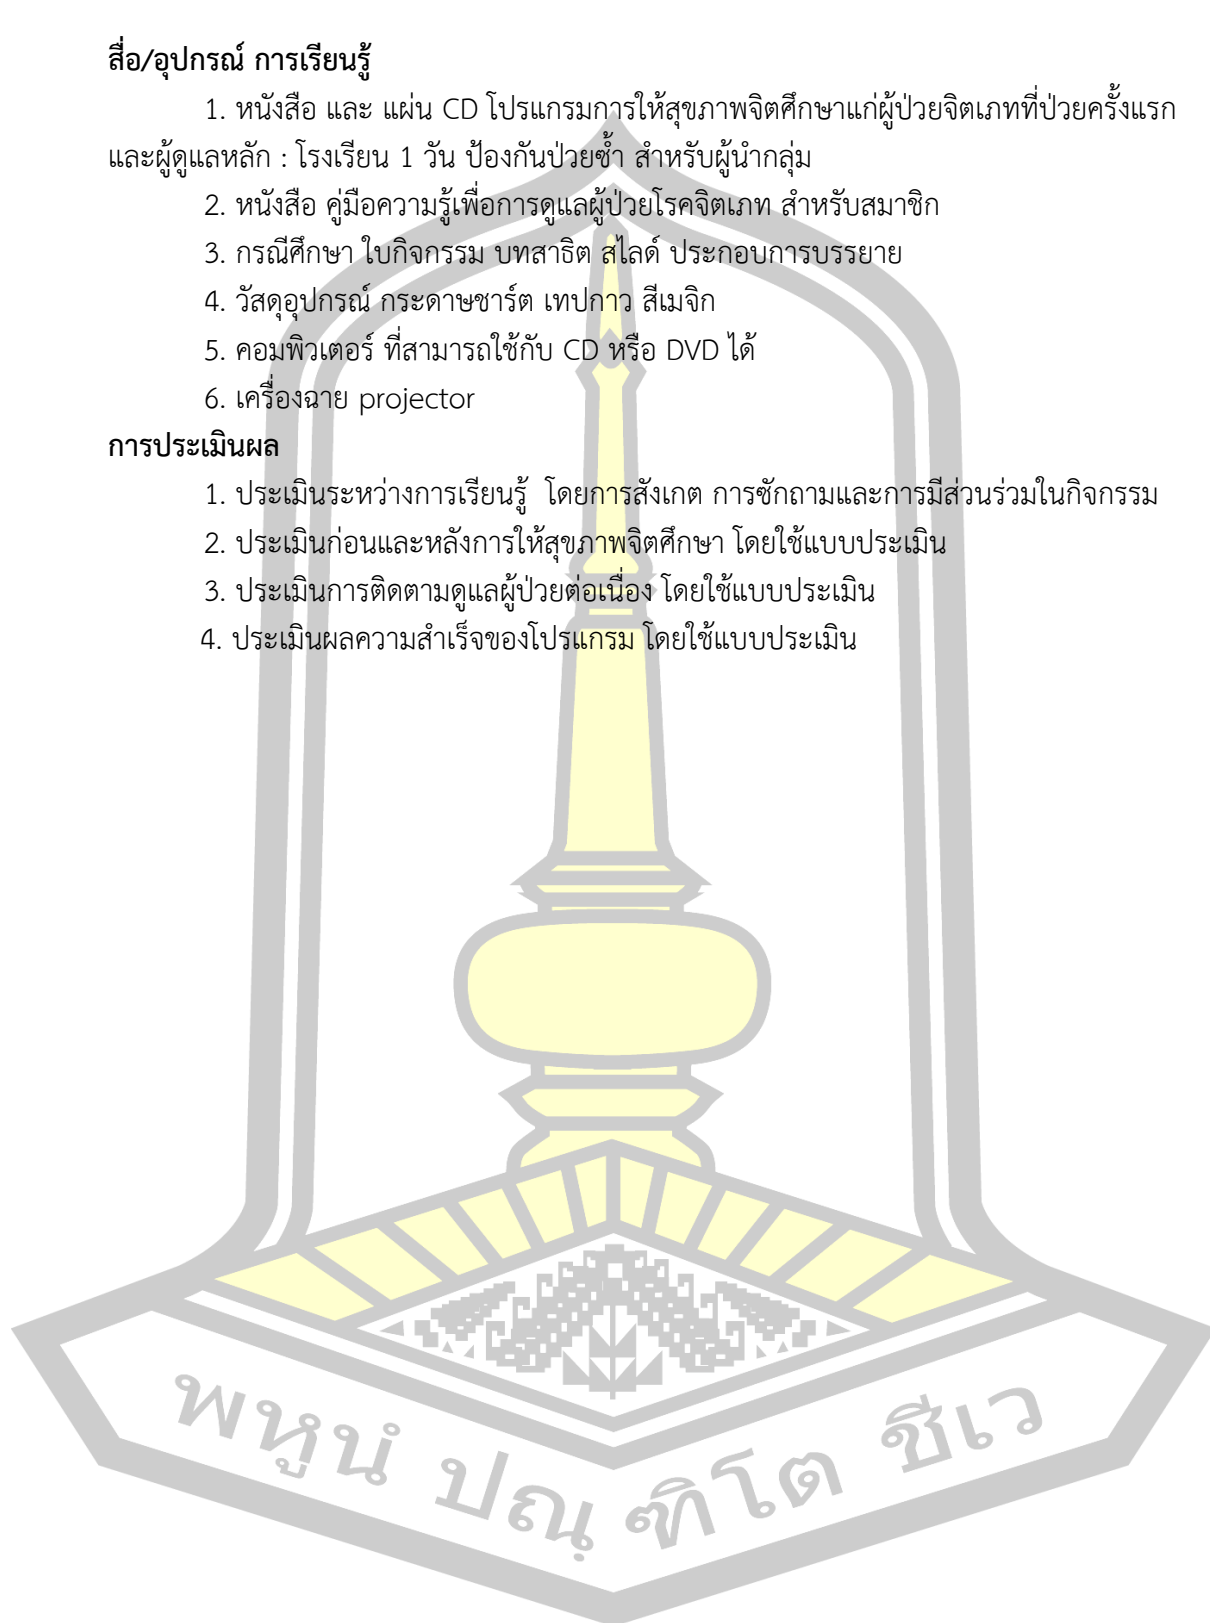 สื่อ/อุปกรณ์ การเรียนรู้
1. หนังสือ และ แผ่น CD โปรแกรมการให้สุขภาพจิตศึกษาแก่ผู้ป่วยจิตเภทที่ป่วยครั้งแรก
และผู้ดูแลหลัก : โรงเรียน 1 วัน ป้องกันป่วยซ้ำ สำหรับผู้นำกลุ่ม
2. หนังสือ คู่มือความรู้เพื่อการดูแลผู้ป่วยโรคจิตเภท สำหรับสมาชิก
3. กรณีศึกษา ใบกิจกรรม บทสาธิต สไลด์ ประกอบการบรรยาย
4. วัสดุอุปกรณ์ กระดาษชาร์ต เทปกาว สีเมจิก
5. คอมพิวเตอร์ ที่สามารถใช้กับ CD หรือ DVD ได้
6. เครื่องฉาย projector
การประเมินผล
1. ประเมินระหว่างการเรียนรู้ โดยการสังเกต การซักถามและการมีส่วนร่วมในกิจกรรม
2. ประเมินก่อนและหลังการให้สุขภาพจิตศึกษา โดยใช้แบบประเมิน
3. ประเมินการติดตามดูแลผู้ป่วยต่อเนื่อง โดยใช้แบบประเมิน
4. ประเมินผลความสำเร็จของโปรแกรม โดยใช้แบบประเมิน
พหูนํ ปณฺฑิโต ชีเว